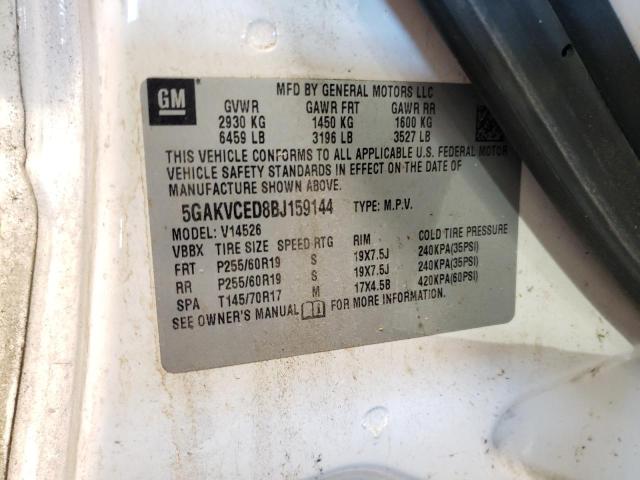 GM
MFD BY GENERAL MOTORS LLC
GVWR GAWR FRT GAWR RR
2930 KG 1450 KG 1600 KG
6459 LB 3196 LB 3527 LB
THIS VEHICLE CONFORMS TO ALL APPLICABLE U.S. FEDERAL MOTOR
VEHICLE SAFETY STANDARDS IN EFFECT ON THE DATE OF
MANUFACTURE SHOWN ABOVE.
5GAKVCED8BJ159144 TYPE: M.P.V.
MODEL: V14526
VBBX TIRE SIZE SPEED RTG RIM COLD TIRE PRESSURE
FRT P255/60R19 S 19X7.5J 240KPA(35PSI)
RR P255/60R19 S 19X7.5J 240KPA(35PSI)
SPA T145/70R17 M 17X4.5B 420KPA(60PSI)
SEE OWNER'S MANUAL FOR MORE INFORMATION.